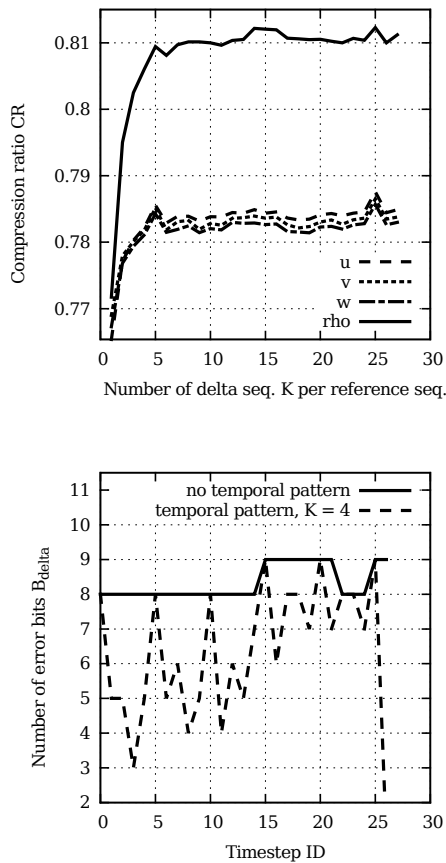 0.81
0.8
0.79
0.78
0.77
Compression ratio CR
u
v
w
rho
0 5 10 15 20 25 30
Number of delta seq. K per reference seq.
11
10
9
8
7
6
5
4
3
2
Number of error bits B_delta
no temporal pattern
temporal pattern, K = 4
0 5 10 15 20 25 30
Timestep ID